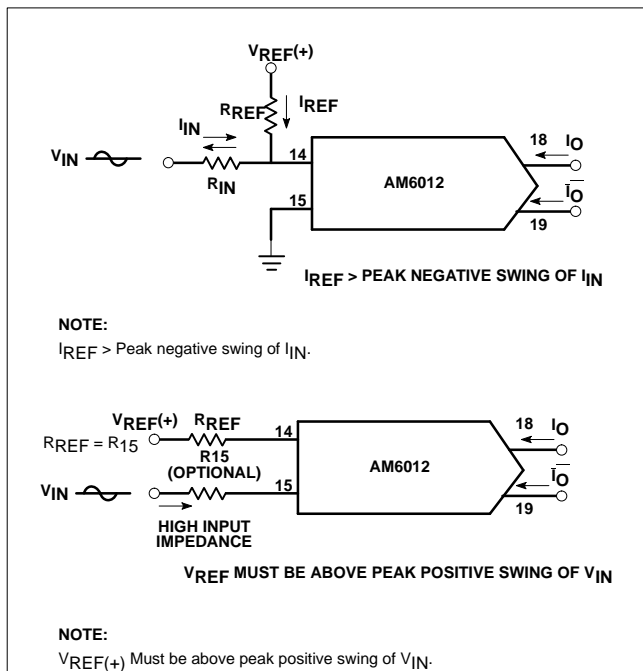 VREF(+)
RREF
IREF
IIN
VIN
RIN
14
15
AM6012
18
IO
IO
19
IREF > PEAK NEGATIVE SWING OF IIN
NOTE:
IREF > Peak negative swing of IIN.
VREF(+)
RREF
RREF = R15
14
R15
(OPTIONAL)
VIN
15
HIGH INPUT
IMPEDANCE
AM6012
18
IO
IO
19
VREF MUST BE ABOVE PEAK POSITIVE SWING OF VIN
NOTE:
VREF(+) Must be above peak positive swing of VIN.